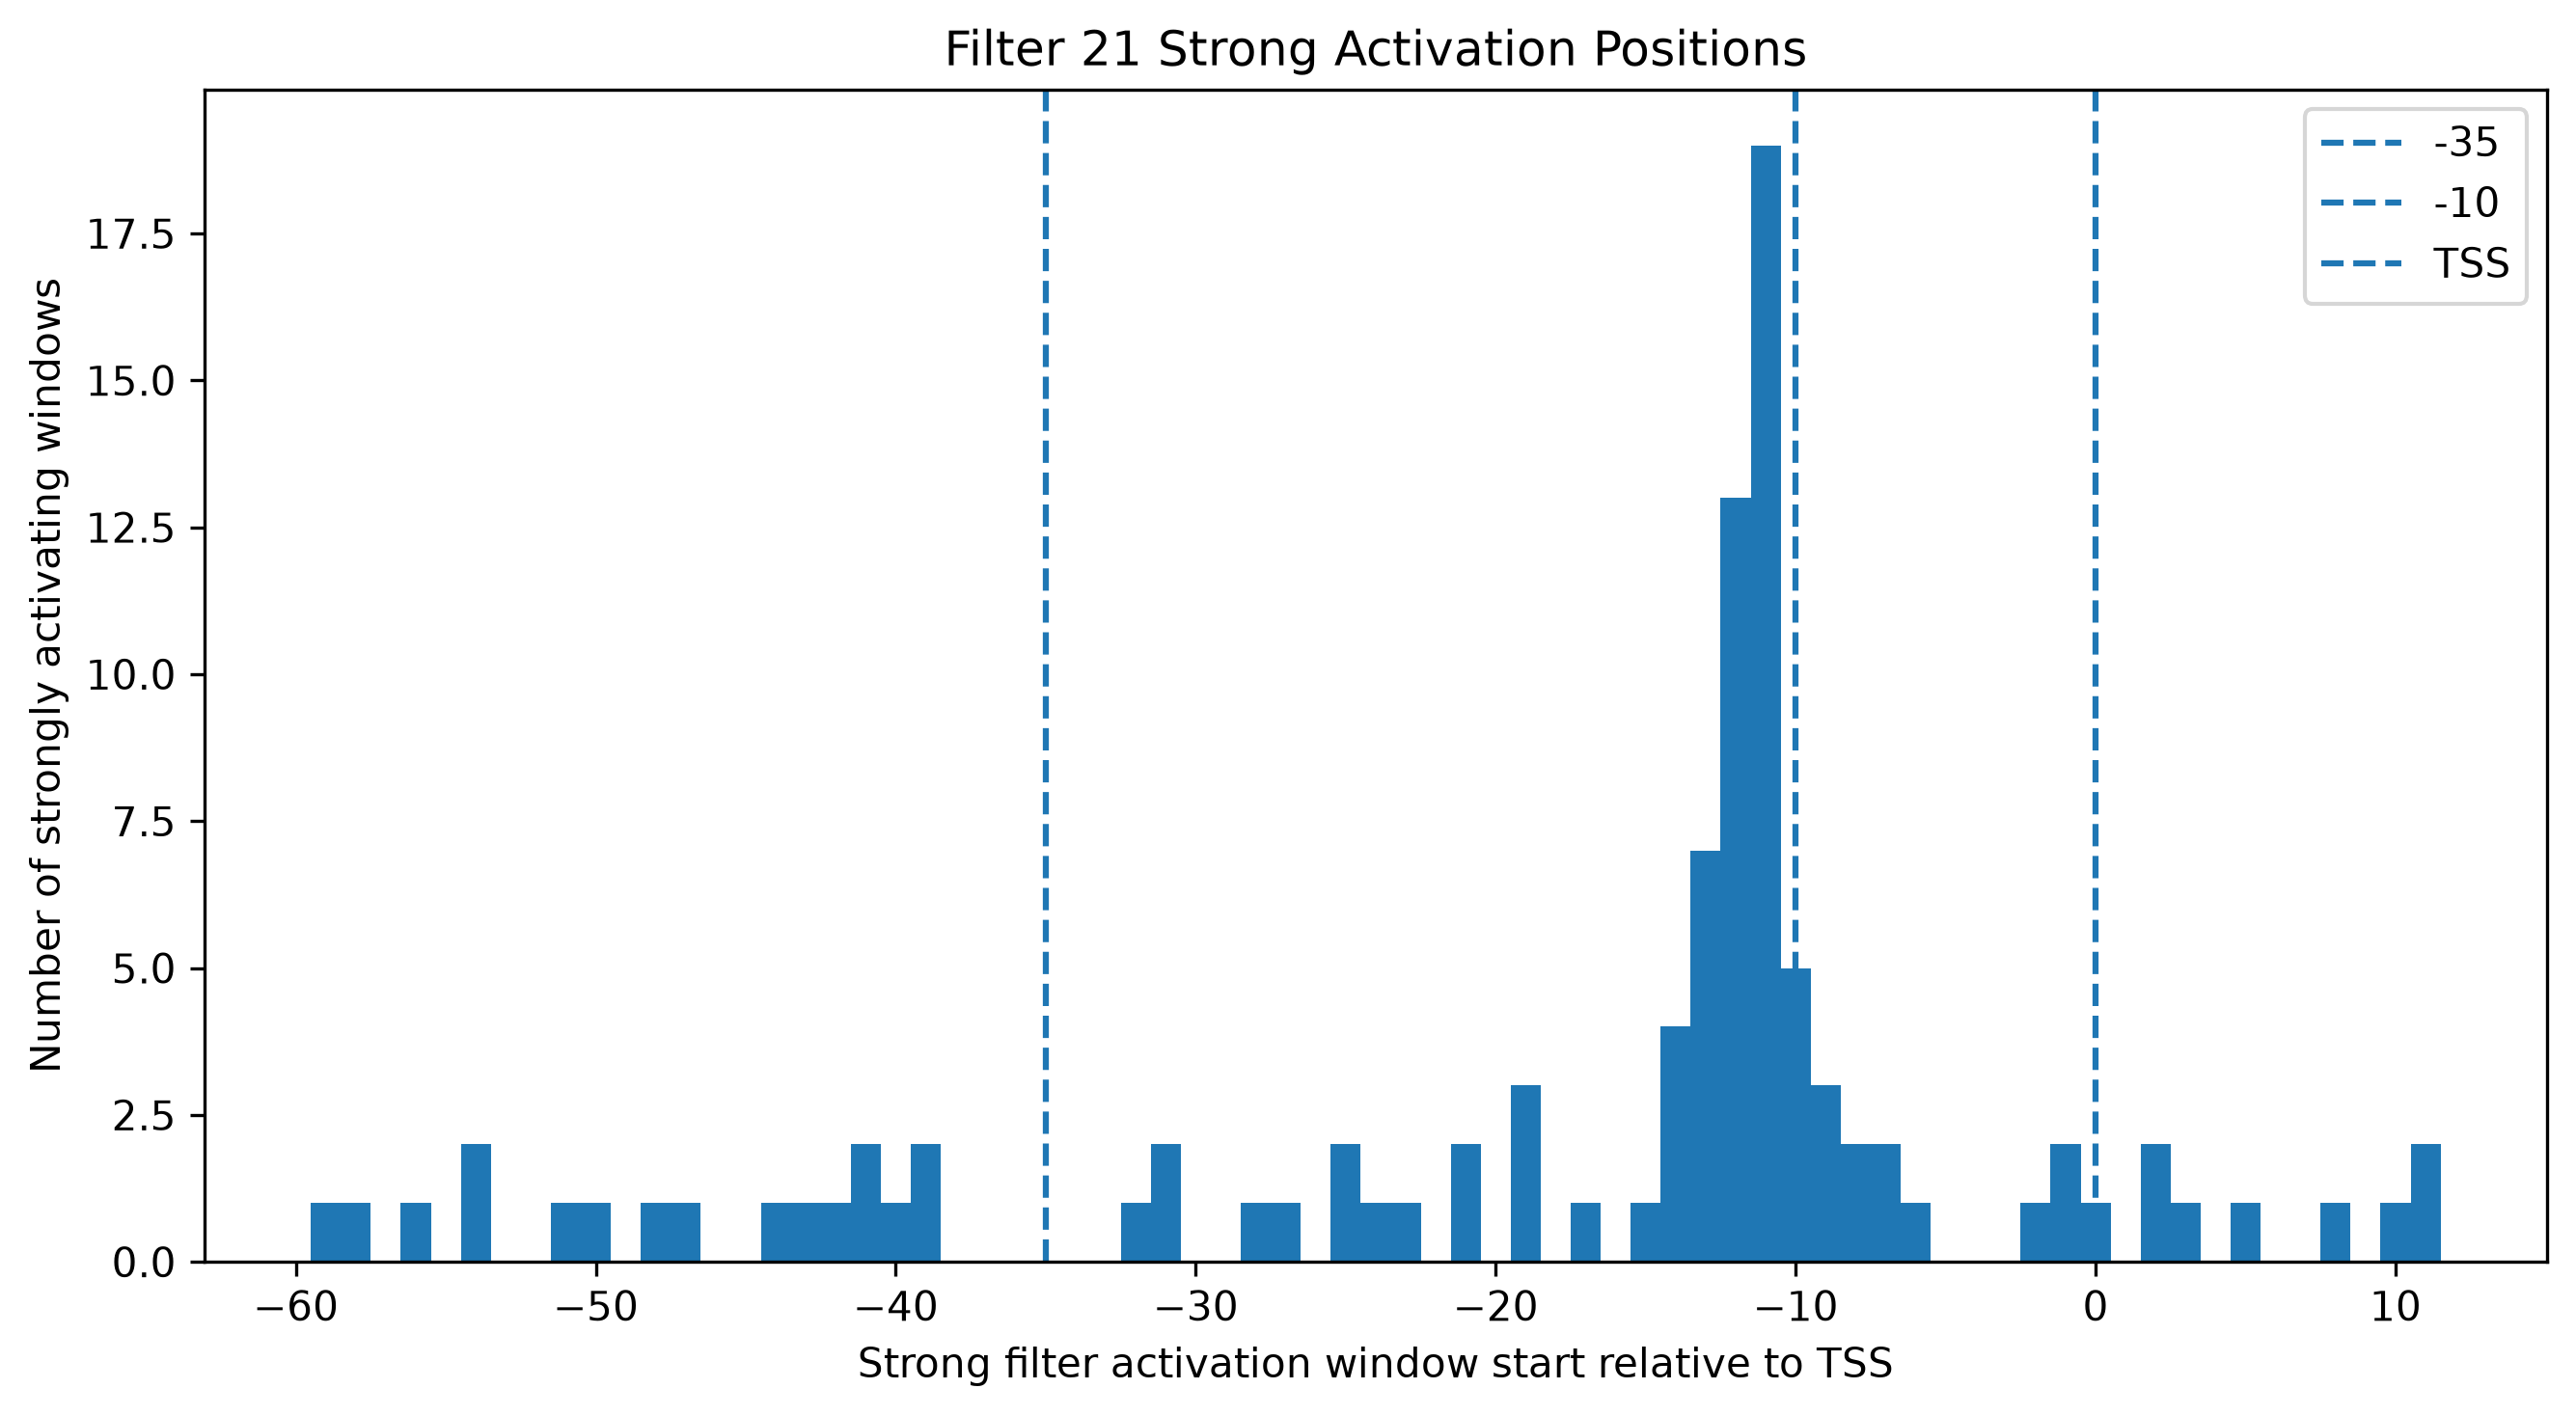 Filter 21 Strong Activation Positions
-35
-10
TSS
Number of strongly activating windows
17.5
15.0
12.5
10.0
7.5
5.0
2.5
0.0
−60 −50 −40 −30 −20 −10 0 10
Strong filter activation window start relative to TSS